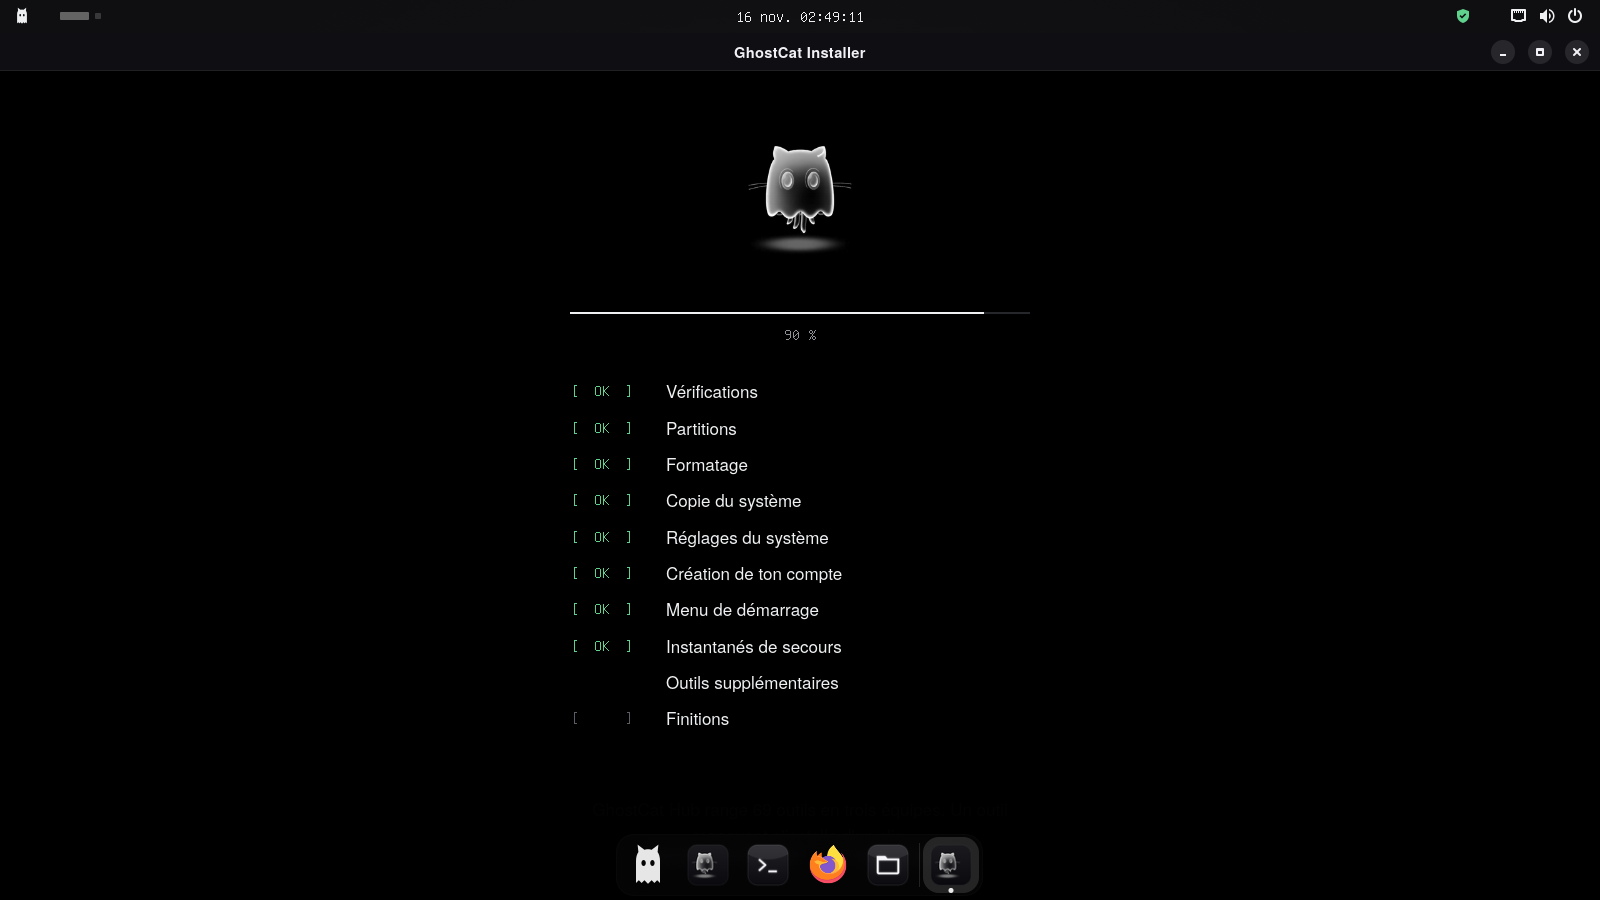 16 nov. 02:49:11
GhostCat Installer
90 %
[ OK ] Vérifications
[ OK ] Partitions
[ OK ] Formatage
[ OK ] Copie du système
[ OK ] Réglages du système
[ OK ] Création de ton compte
[ OK ] Menu de démarrage
[ OK ] Instantanés de secours
Outils supplémentaires
[ ] Finitions